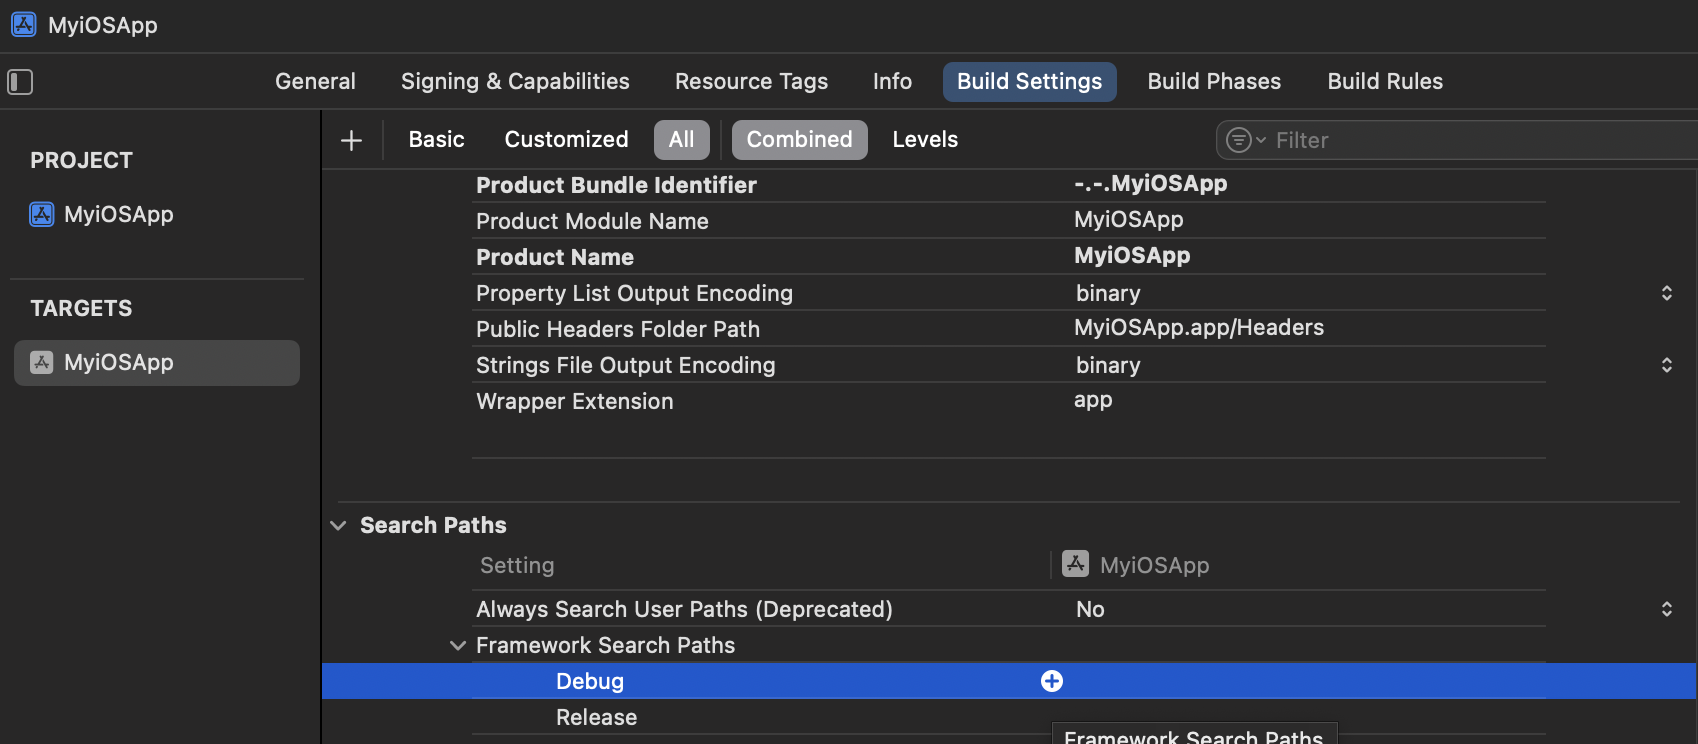 MyiOSApp
General Signing & Capabilities Resource Tags Info Build Settings Build Phases Build Rules
PROJECT
MyiOSApp
TARGETS
MyiOSApp
Basic Customized All Combined Levels Filter
Product Bundle Identifier -.-.MyiOSApp
Product Module Name MyiOSApp
Product Name MyiOSApp
Property List Output Encoding binary
Public Headers Folder Path MyiOSApp.app/Headers
Strings File Output Encoding binary
Wrapper Extension app
Search Paths
Setting MyiOSApp
Always Search User Paths (Deprecated) No
Framework Search Paths
Debug
Release
Framework Search Paths